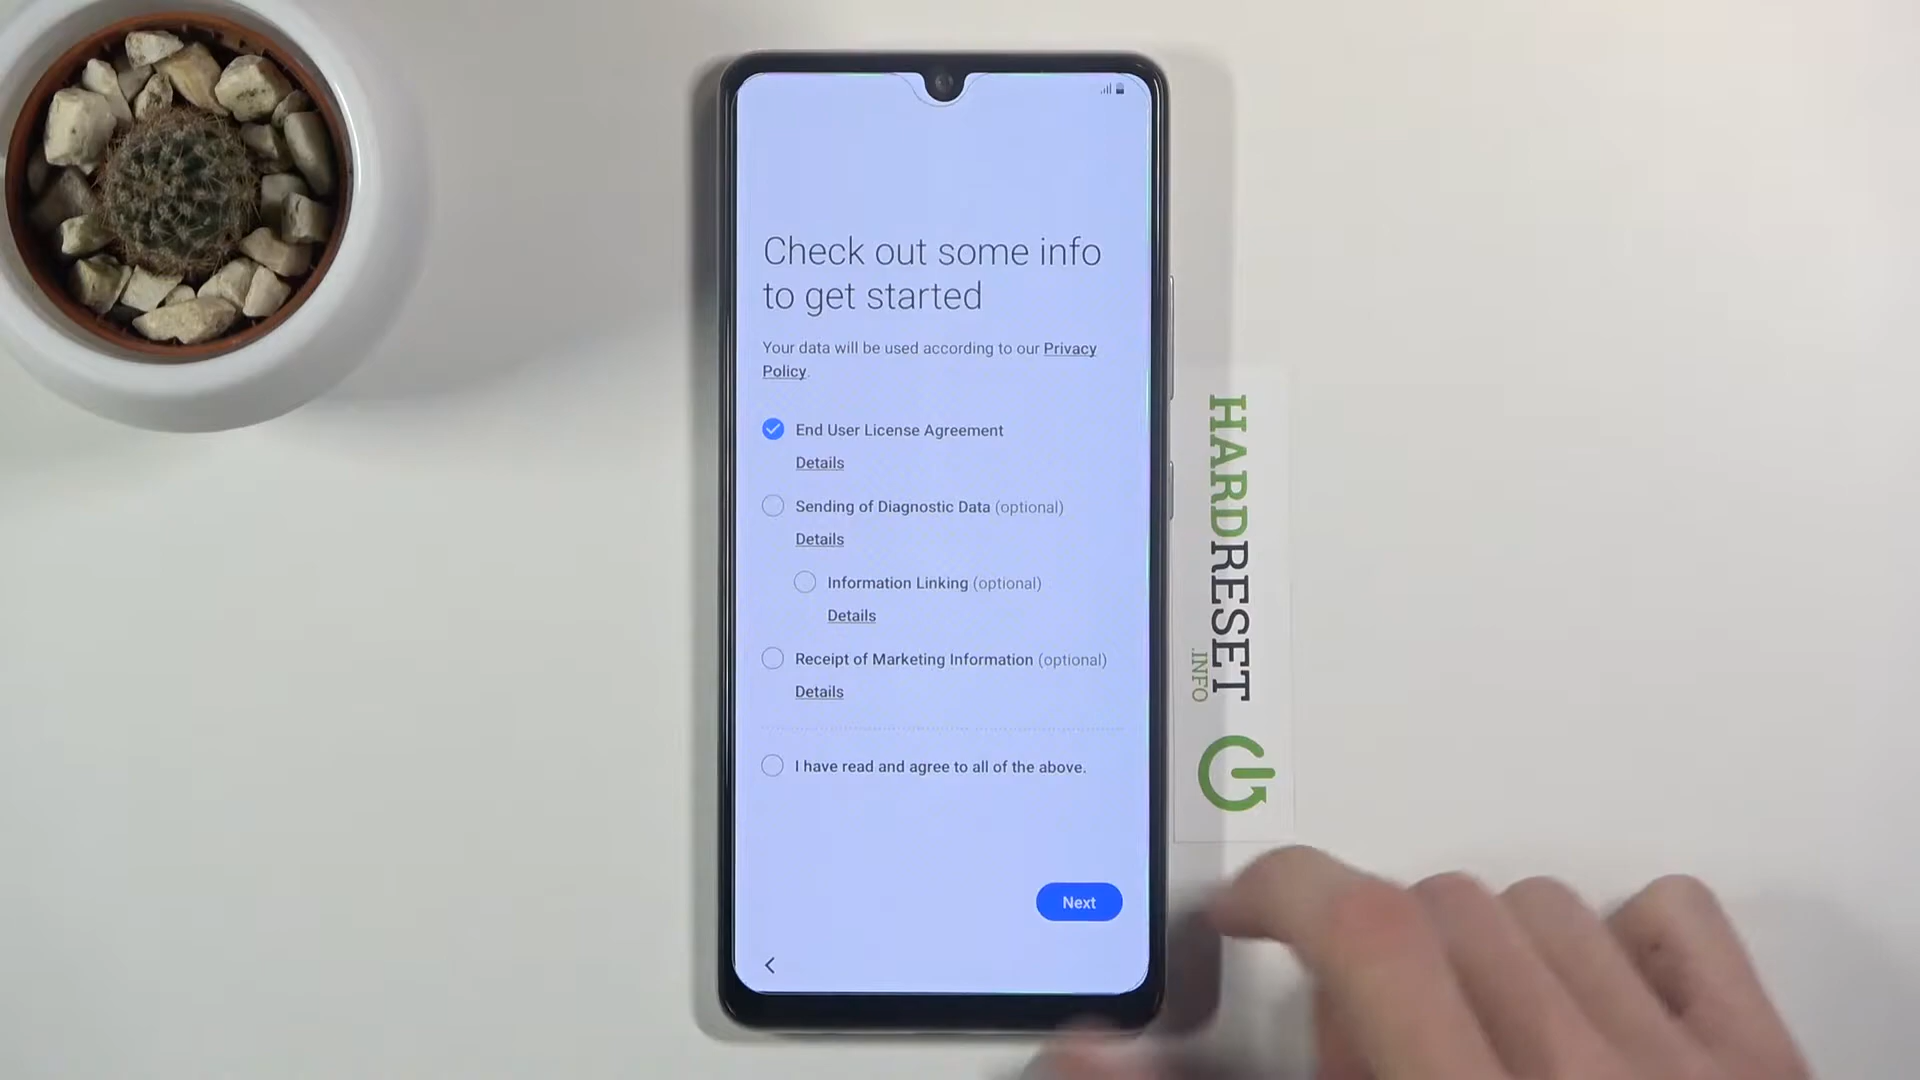 Check out some info
to get started
Your data will be used according to our Privacy
Policy.
End User License Agreement
Details
Sending of Diagnostic Data (optional)
Details
Information Linking (optional)
Details
Receipt of Marketing Information (optional)
Details
I have read and agree to all of the above.
Next
HARDRESET
.INFO